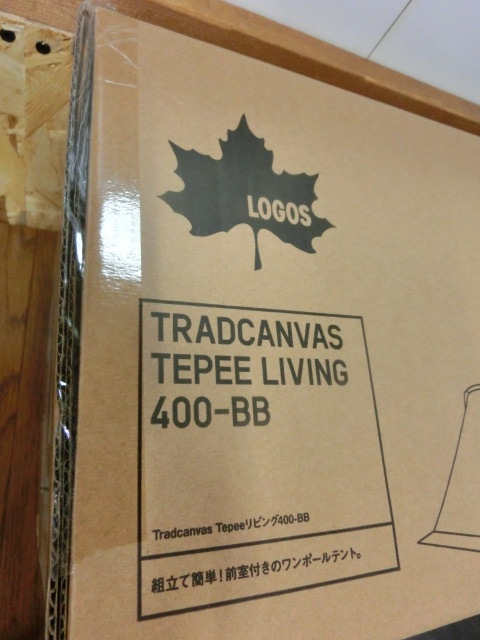 LOGOS
TRADCANVAS
TEPEE LIVING
400-BB
Tradcanvas Tepeeリビング400-BB
組立て簡単!前室付きのワンポールテント。